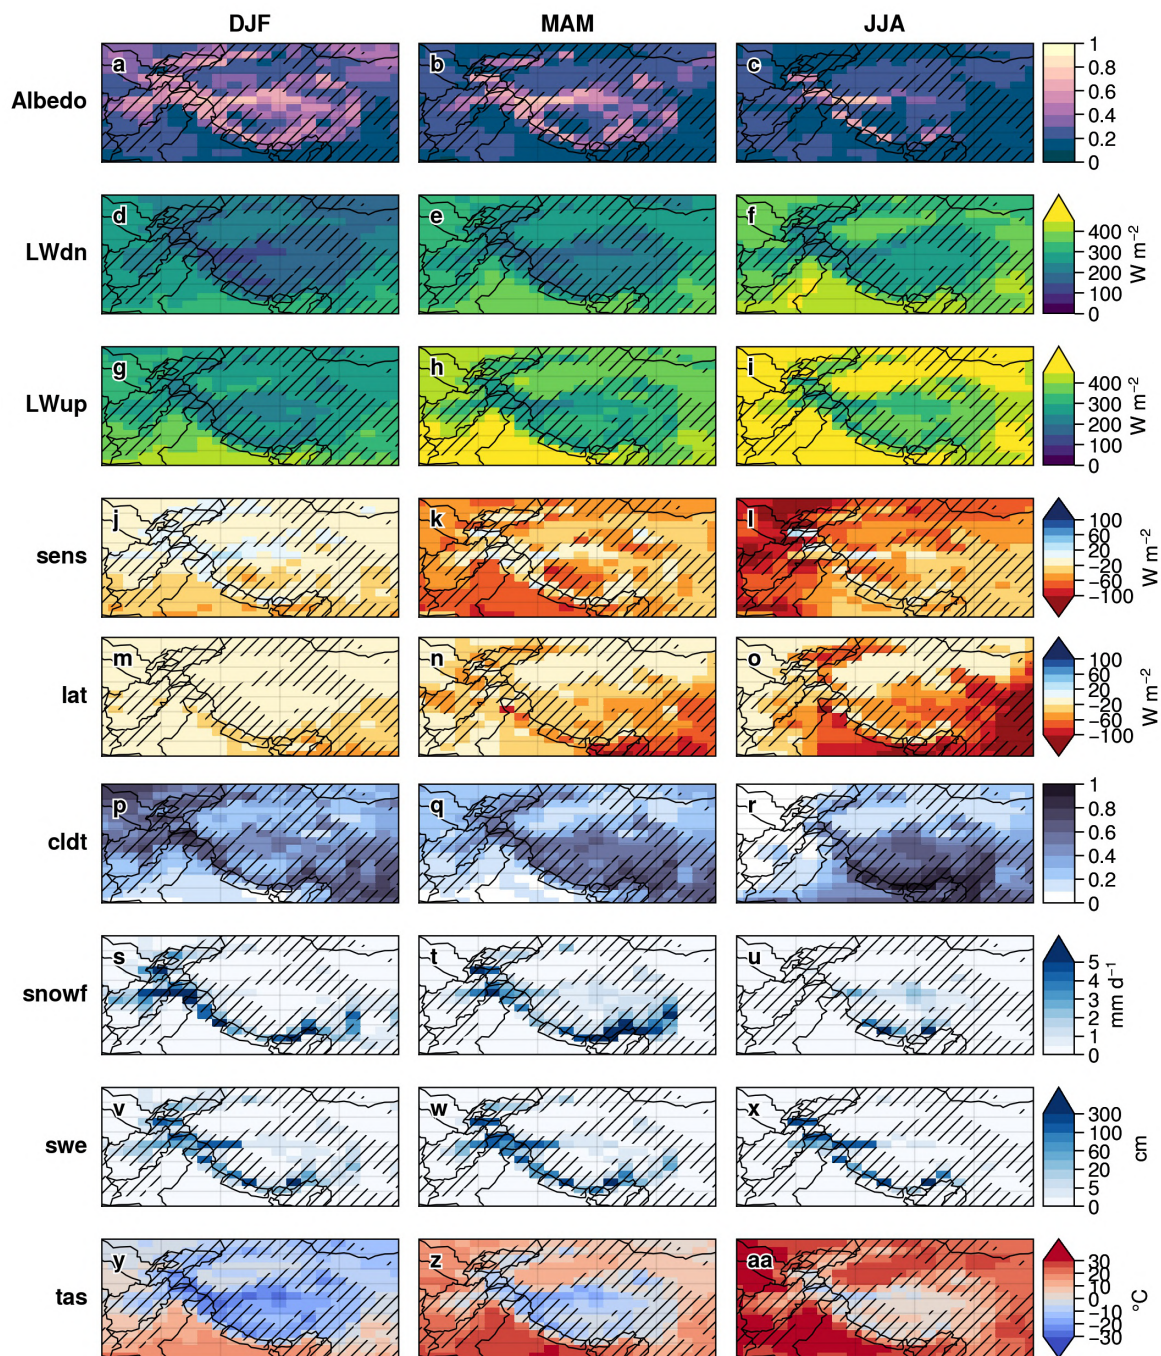 DJF MAM JJA
Albedo a b c 1 0.8 0.6 0.4 0.2 0
LWdn d e f 400 300 200 100 0 W m⁻²
LWup g h i 400 300 200 100 0 W m⁻²
sens j k l 100 60 20 −20 −60 −100 W m⁻²
lat m n o 100 60 20 −20 −60 −100 W m⁻²
cldt p q r 1 0.8 0.6 0.4 0.2 0
snowf s t u 5 4 3 2 1 0 mm d⁻¹
swe v w x 300 100 60 20 5 0 cm
tas y z aa 30 20 10 0 −10 −20 −30 °C